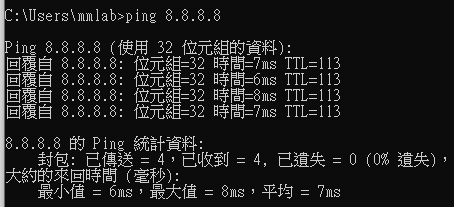 C:\Users\mmlab>ping 8.8.8.8
Ping 8.8.8.8 (使用 32 位元組的資料):
回覆自 8.8.8.8: 位元組=32 時間=7ms TTL=113
回覆自 8.8.8.8: 位元組=32 時間=6ms TTL=113
回覆自 8.8.8.8: 位元組=32 時間=8ms TTL=113
回覆自 8.8.8.8: 位元組=32 時間=7ms TTL=113
8.8.8.8 的 Ping 統計資料:
封包: 已傳送 = 4，已收到 = 4, 已遺失 = 0 (0% 遺失)，
大約的來回時間 (毫秒):
最小值 = 6ms，最大值 = 8ms，平均 = 7ms